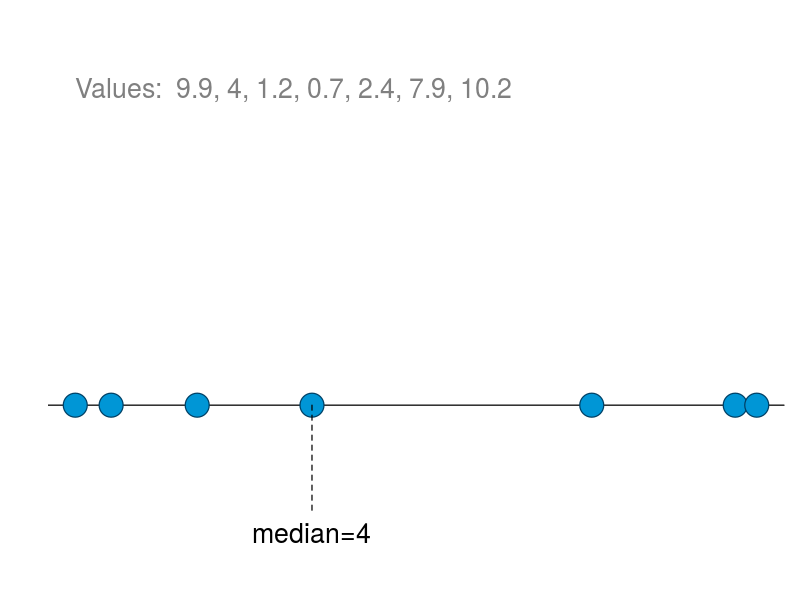 Values: 9.9, 4, 1.2, 0.7, 2.4, 7.9, 10.2
median=4